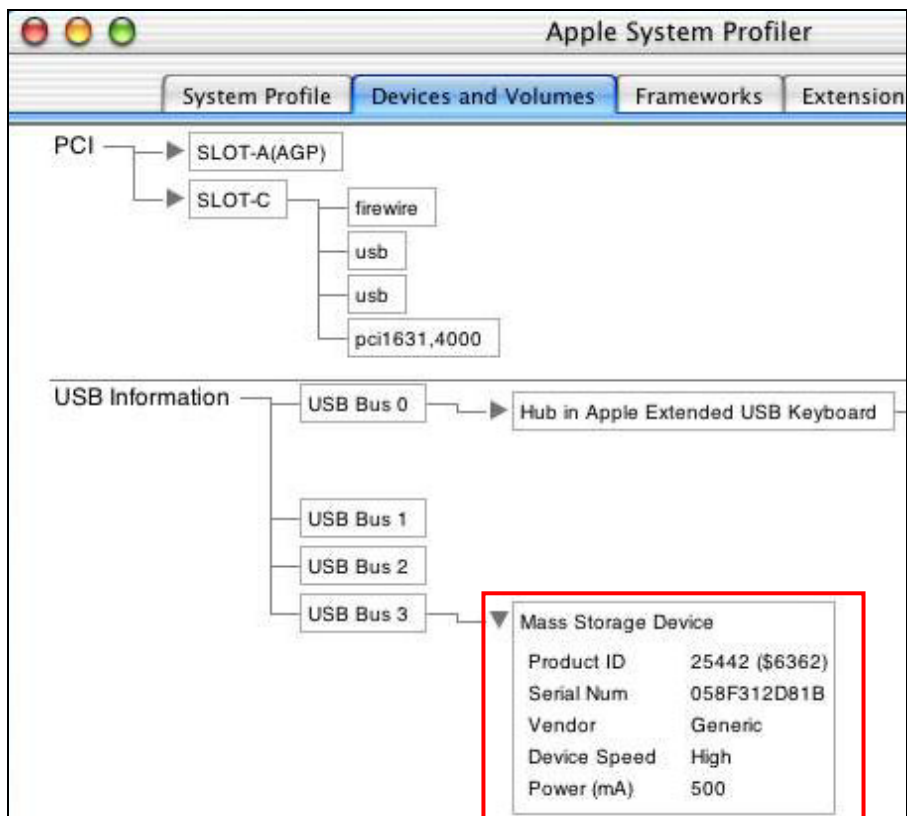 Apple System Profiler
System Profile Devices and Volumes Frameworks Extension
PCI SLOT-A(AGP)
SLOT-C firewire
usb
usb
pci1631,4000
USB Information USB Bus 0 Hub in Apple Extended USB Keyboard
USB Bus 1
USB Bus 2
USB Bus 3 Mass Storage Device
Product ID 25442 ($6362)
Serial Num 058F312D81B
Vendor Generic
Device Speed High
Power (mA) 500